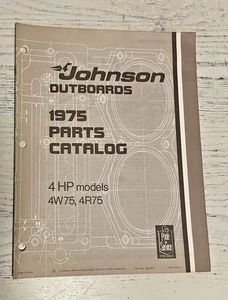 Johnson
OUTBOARDS
1975
PARTS
CATALOG
4 HP models
4W75, 4R75